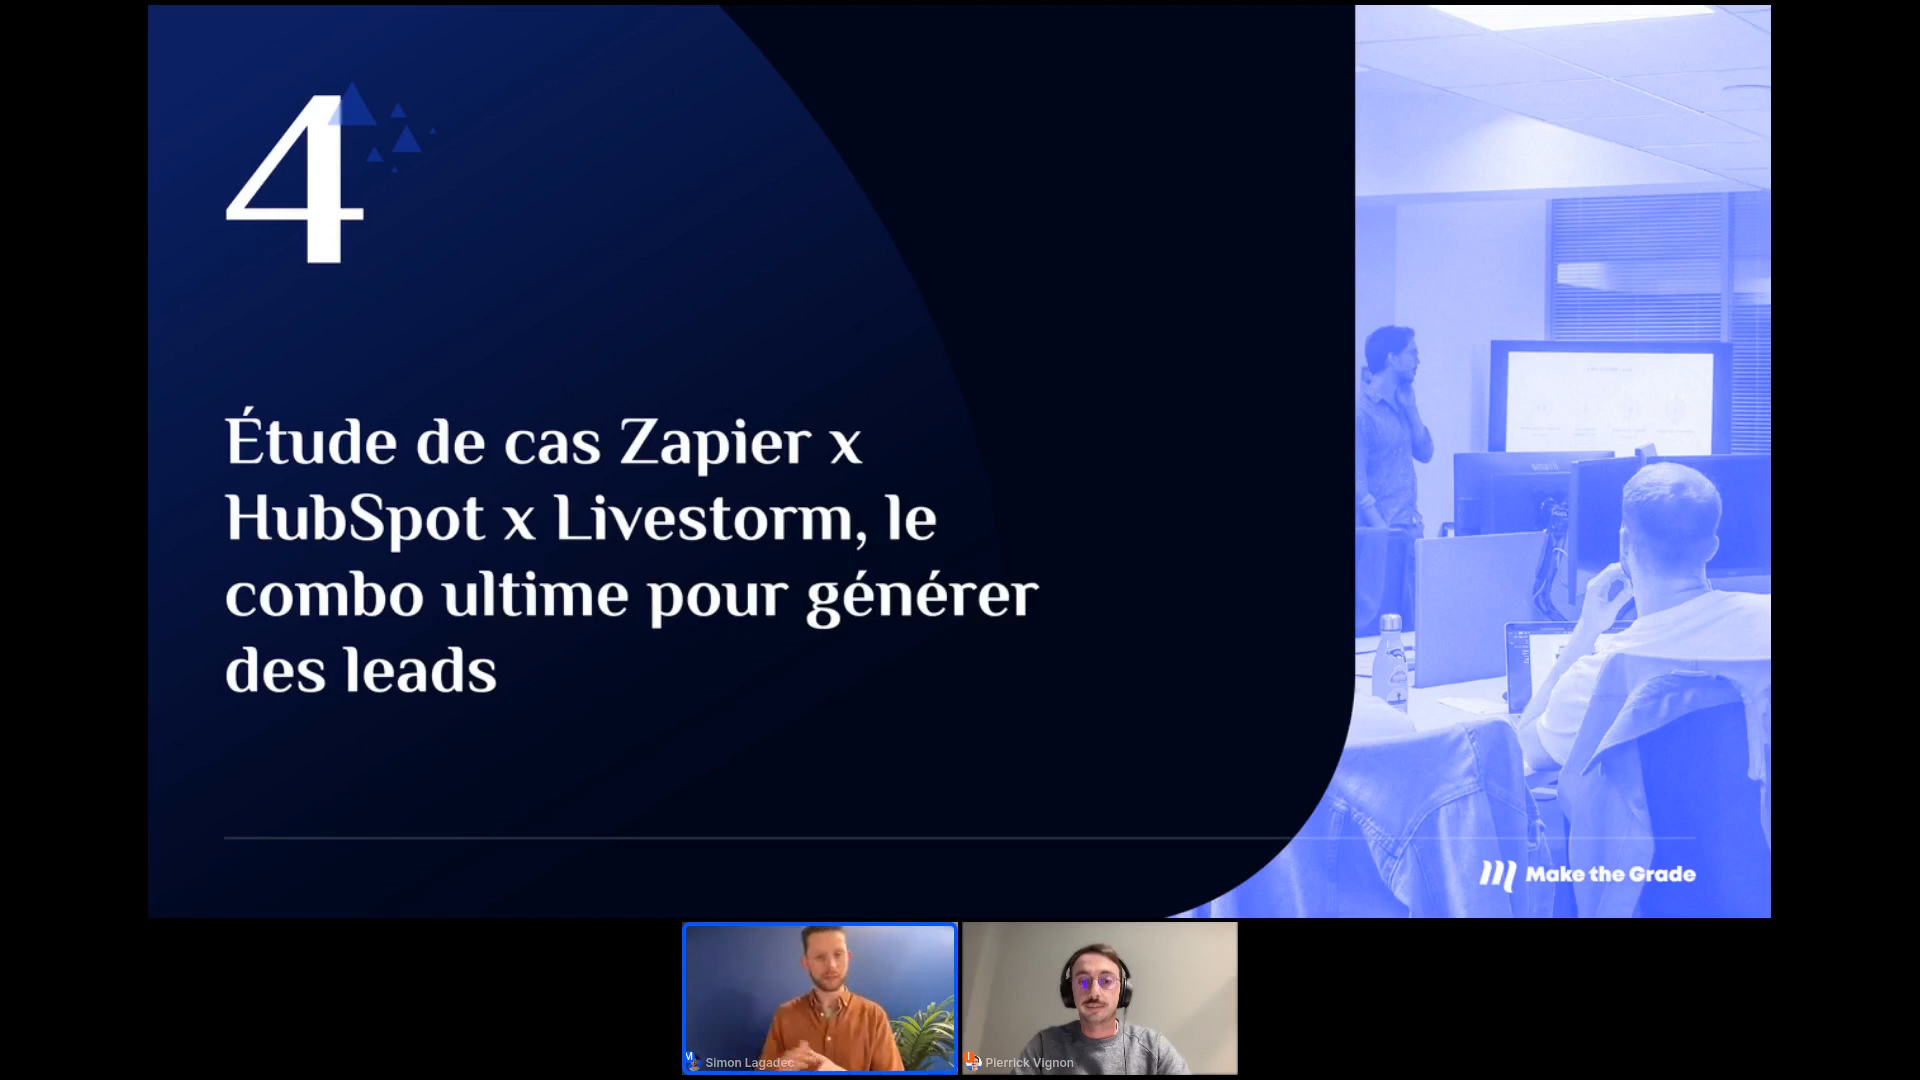 4
Étude de cas Zapier x
HubSpot x Livestorm, le
combo ultime pour générer
des leads
Make the Grade
Simon Lagadec
Pierrick Vignon